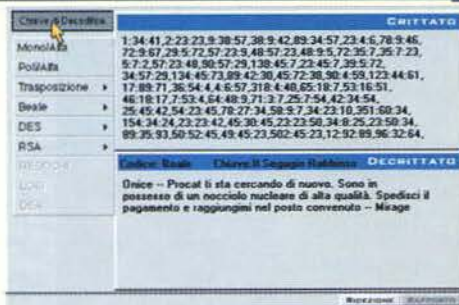 Chiave di Decodifica
Mono/Alfa
Poli/Alfa
Trasposizione
Beale
DES
RSA
CRITTATO
1:34:41,2:23:23,9:38:57,38:9:42,89:34:57,23:4:6,78:9:46,
72:9:67,29:5:72,57:23:9,48:57:23,48:9:5,72:35:7,35:7:23,
5:7:2,57:23:48,90:57:29,138:45:7,23:45:7,39:5:72,
34:57:29,134:45:73,89:42:30,45:72:38,90:4:59,123:44:61,
17:89:71,36:54:4,4:6:57,318:4:48,65:18:7,53:16:51,
46:18:17,7:53:4,64:48:9,71:3:7,25:7:54,42:34:54,
25:45:42,54:23:45,78:27:34,58:9:7,34:23:10,351:60:34,
154:34:24,23:23:42,45:30:45,23:23:50,34:8:25,23:50:34,
89:35:93,50:52:45,49:45:23,502:45:23,12:92:89,96:32:64,
Codice: Beale Chiave: Il Segugio Rabbioso DECRITTATO
Onice -- Procat ti sta cercando di nuovo. Sono in
possesso di un nocciolo nucleare di alta qualità. Spedisci il
pagamento e raggiungimi nel posto convenuto -- Mirage